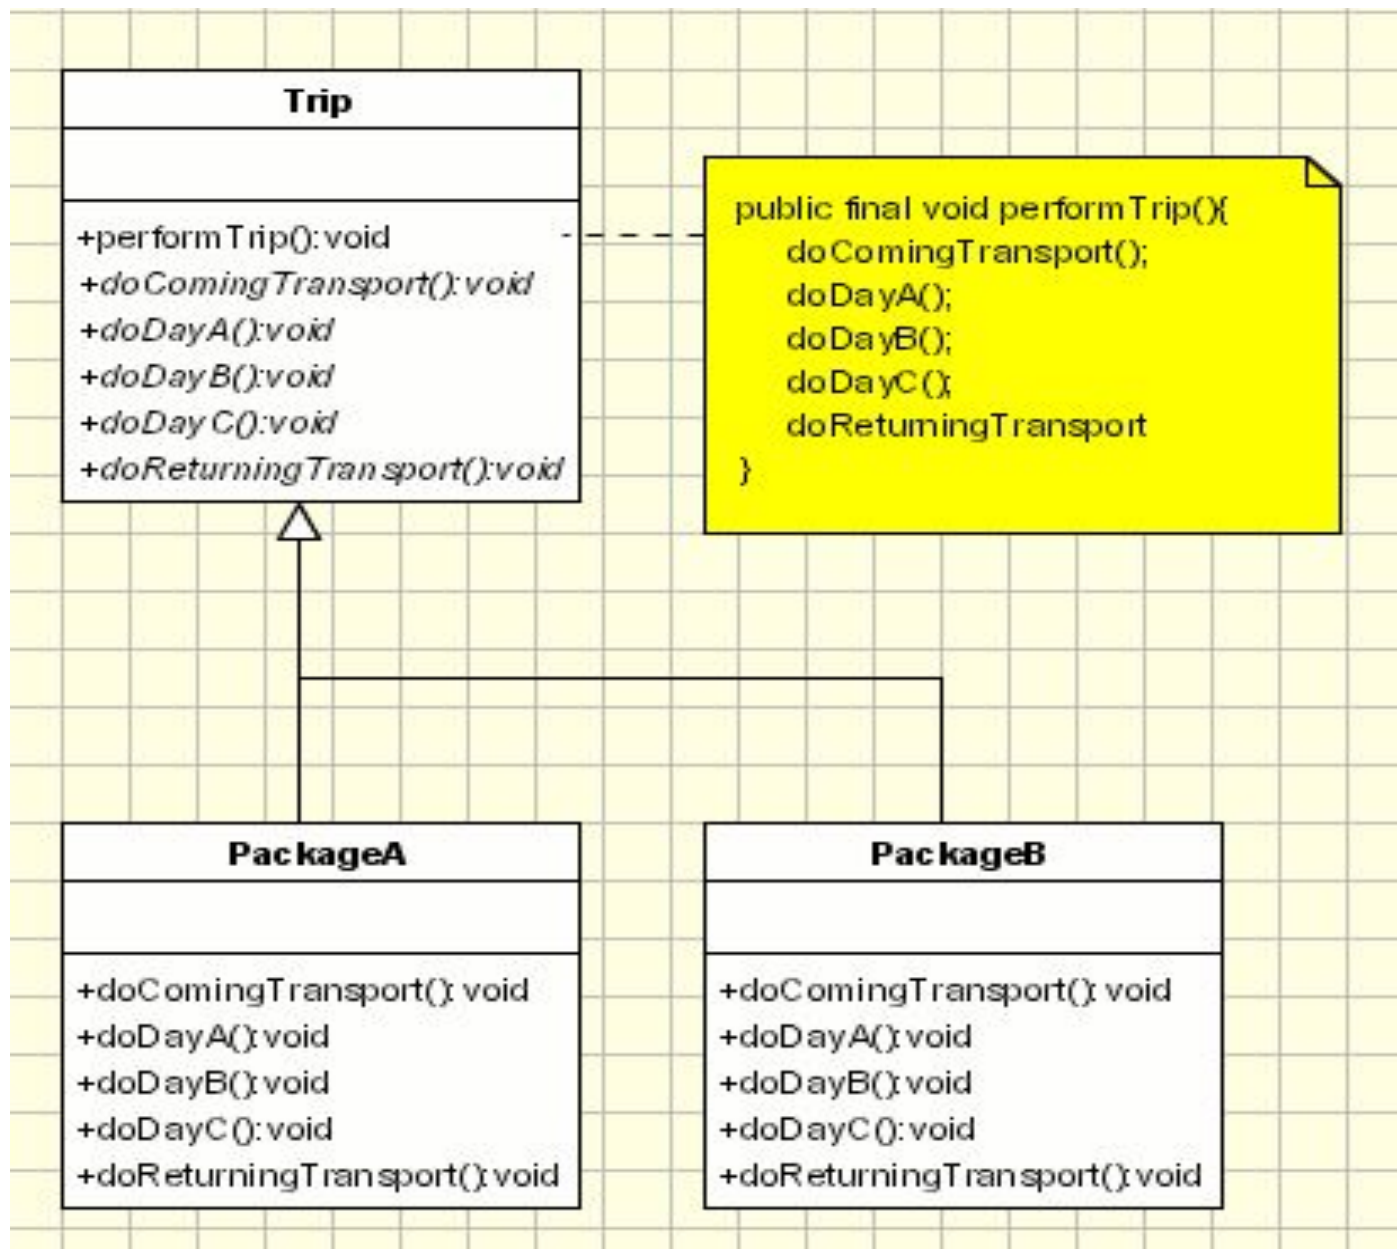 Trip
+performTrip():void
+doComingTransport():void
+doDayA():void
+doDayB():void
+doDayC():void
+doReturningTransport():void
public final void performTrip(){
doComingTransport();
doDayA();
doDayB();
doDayC();
doReturningTransport
}
PackageA
+doComingTransport(): void
+doDayA():void
+doDayB():void
+doDayC():void
+doReturningTransport():void
PackageB
+doComingTransport(): void
+doDayA():void
+doDayB():void
+doDayC():void
+doReturningTransport():void